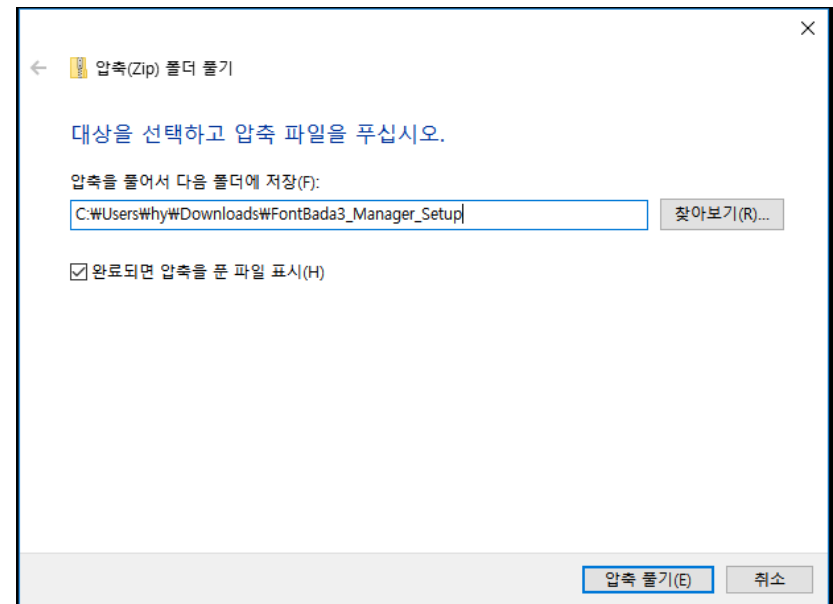 압축(Zip) 폴더 풀기
대상을 선택하고 압축 파일을 푸십시오.
압축을 풀어서 다음 폴더에 저장(F):
C:₩Users₩hy₩Downloads₩FontBada3_Manager_Setup
찾아보기(R)...
완료되면 압축을 푼 파일 표시(H)
압축 풀기(E)
취소